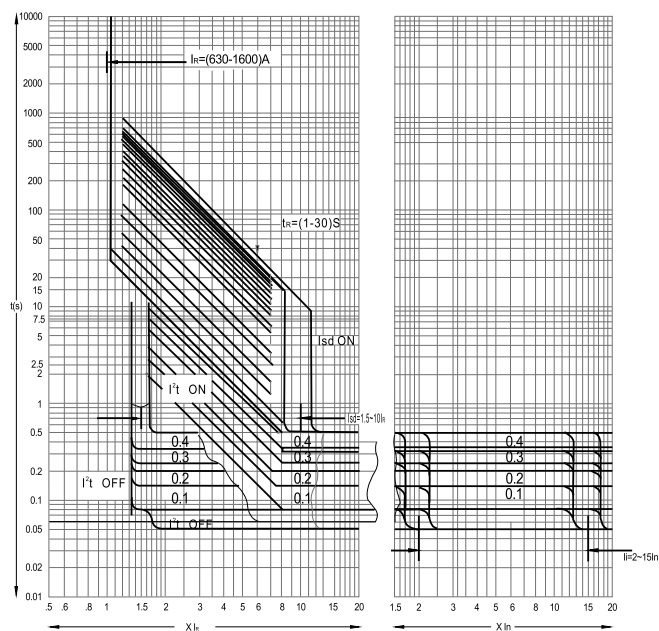 10000
5000
2000
1000
500
200
100
50
20
15
t(s)
10
7.5
5
2.5
2
1
0.5
0.2
0.1
0.05
0.02
0.01
IR=(630-1600)A
tR=(1-30)S
Isd ON
I²t ON
Isd=1.5~10IR
0.4 0.4 0.4
0.3 0.3 0.3
I²t OFF 0.2 0.2 0.2
0.1 0.1 0.1
I²t OFF
Ii=2~15In
.5 .6 .8 1 1.5 2 3 4 5 6 8 10 15 20
1.5 2 3 4 5 6 8 10 15 20
X IR
X In